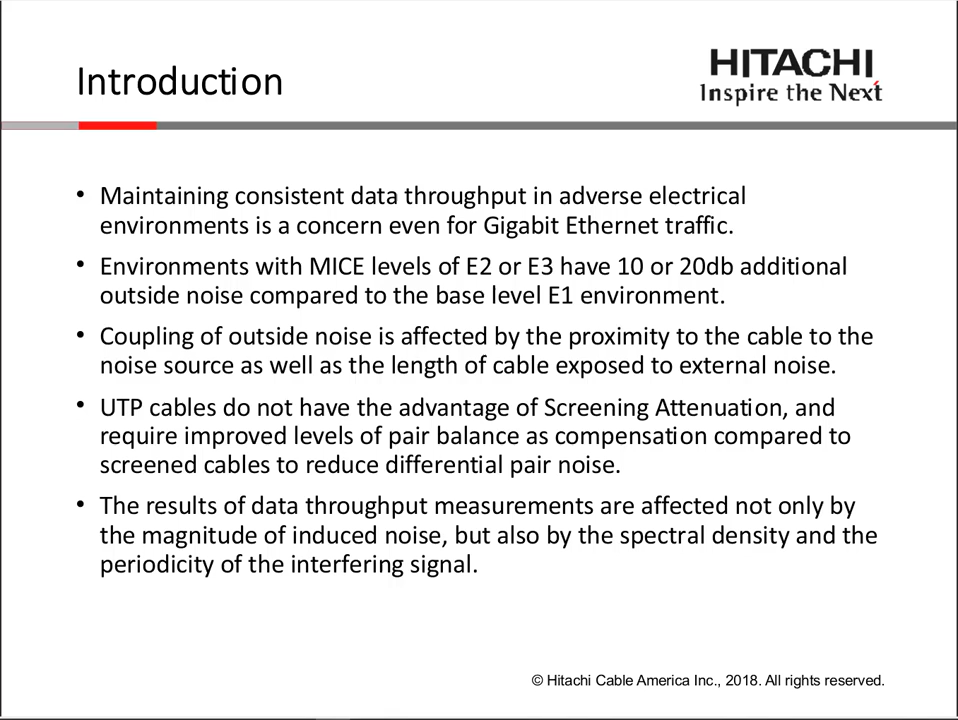 Introduction
HITACHI
Inspire the Next
• Maintaining consistent data throughput in adverse electrical
environments is a concern even for Gigabit Ethernet traffic.
• Environments with MICE levels of E2 or E3 have 10 or 20db additional
outside noise compared to the base level E1 environment.
• Coupling of outside noise is affected by the proximity to the cable to the
noise source as well as the length of cable exposed to external noise.
• UTP cables do not have the advantage of Screening Attenuation, and
require improved levels of pair balance as compensation compared to
screened cables to reduce differential pair noise.
• The results of data throughput measurements are affected not only by
the magnitude of induced noise, but also by the spectral density and the
periodicity of the interfering signal.
© Hitachi Cable America Inc., 2018. All rights reserved.